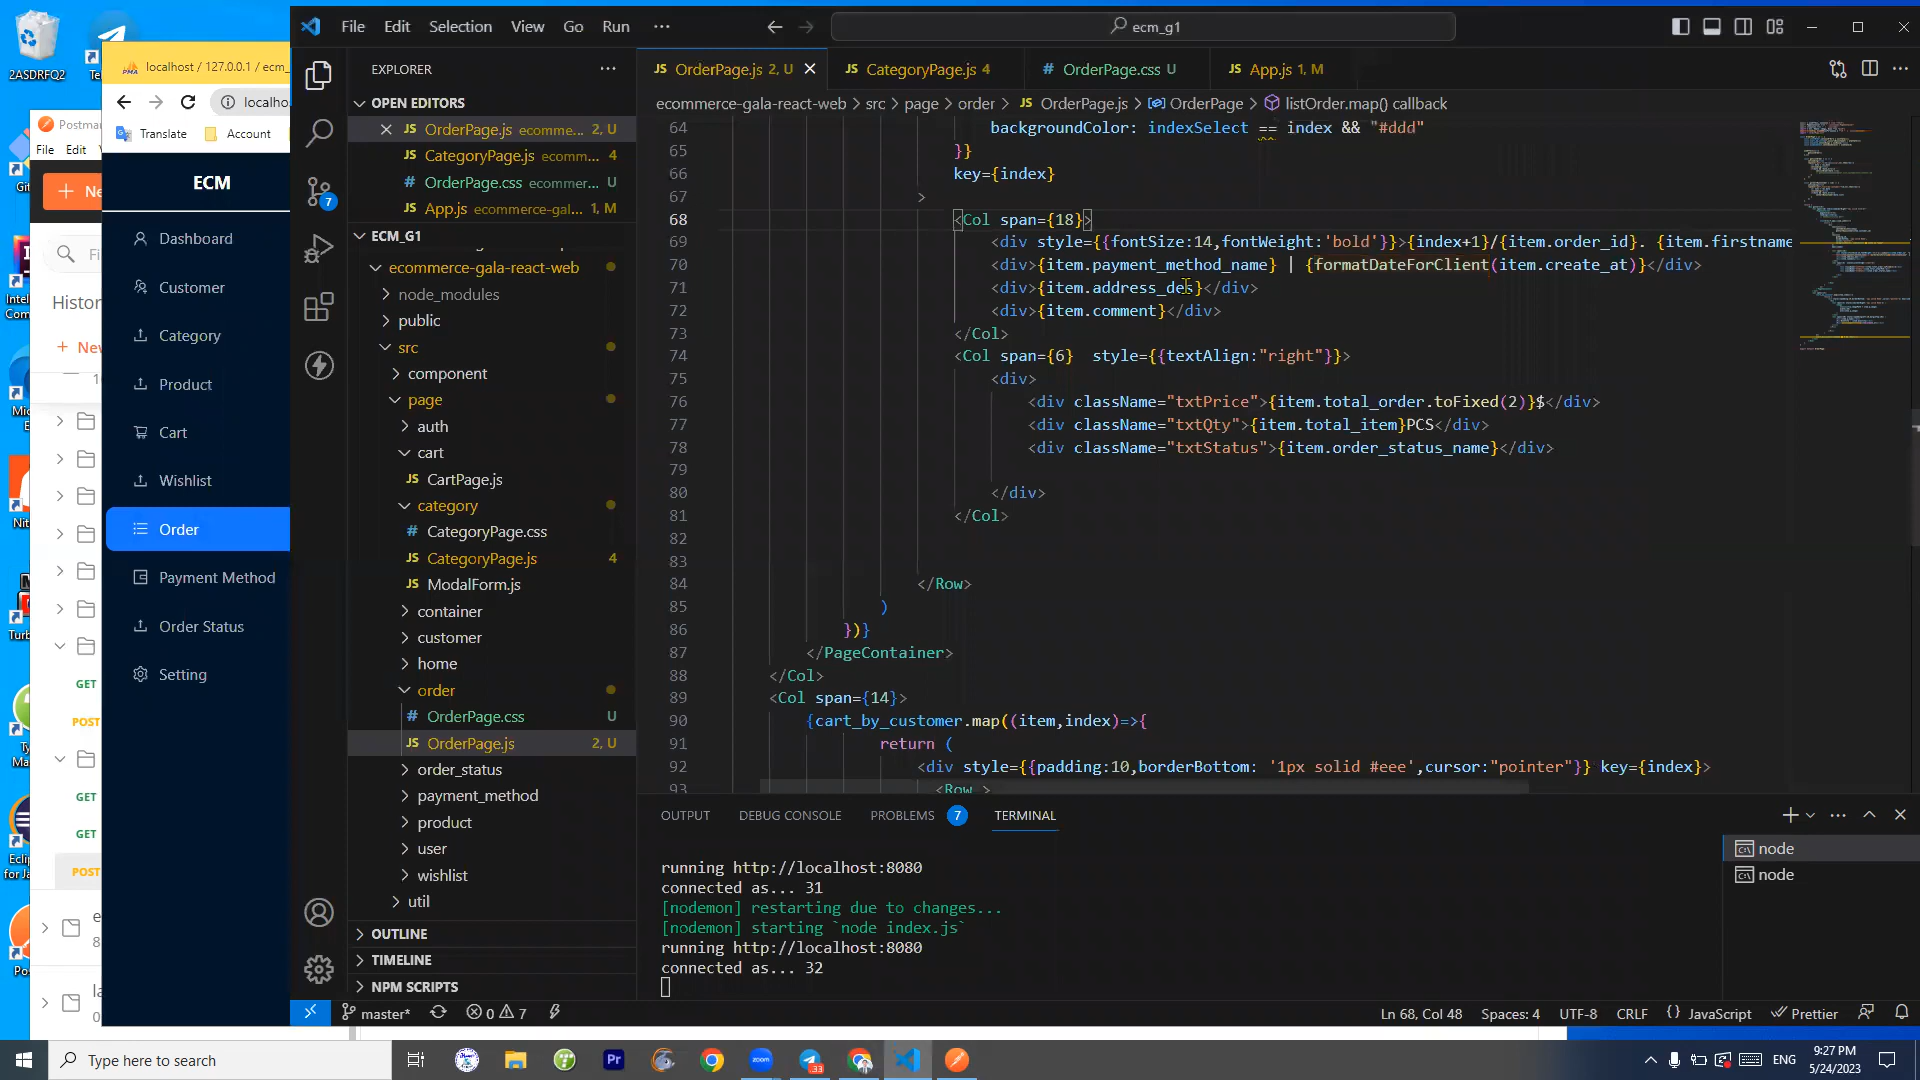 2ASDRFQ2
localhost / 127.0.0.1 / ecm_
localho
Translate
Account
Postma
File
Edit
Histor
ECM
Dashboard
Customer
Category
Product
Cart
Wishlist
Order
Payment Method
Order Status
Setting
GET
POST
GET
GET
POST
File Edit Selection View Go Run ···
ecm_g1
EXPLORER
OrderPage.js 2, U
CategoryPage.js 4
OrderPage.css U
App.js 1, M
OPEN EDITORS
OrderPage.js ecomme... 2, U
CategoryPage.js ecomm... 4
OrderPage.css ecommer... U
App.js ecommerce-gal... 1, M
ECM_G1
ecommerce-gala-react-web
node_modules
public
src
component
page
auth
cart
CartPage.js
category
CategoryPage.css
CategoryPage.js 4
ModalForm.js
container
customer
home
order
OrderPage.css U
OrderPage.js 2, U
order_status
payment_method
product
user
wishlist
util
OUTLINE
TIMELINE
NPM SCRIPTS
ecommerce-gala-react-web > src > page > order > JS OrderPage.js > OrderPage > listOrder.map() callback
64 backgroundColor: indexSelect == index && "#ddd"
65 }}
66 key={index}
67 >
68 <Col span={18}>
69 <div style={{fontSize:14,fontWeight:'bold'}}>{index+1}/{item.order_id}. {item.firstname
70 <div>{item.payment_method_name} | {formatDateForClient(item.create_at)}</div>
71 <div>{item.address_des}</div>
72 <div>{item.comment}</div>
73 </Col>
74 <Col span={6}  style={{textAlign:"right"}}>
75 <div>
76 <div className="txtPrice">{item.total_order.toFixed(2)}$</div>
77 <div className="txtQty">{item.total_item}PCS</div>
78 <div className="txtStatus">{item.order_status_name}</div>
79
80 </div>
81 </Col>
82
83
84 </Row>
85 )
86 })}
87 </PageContainer>
88 </Col>
89 <Col span={14}>
90 {cart_by_customer.map((item,index)=>{
91 return (
92 <div style={{padding:10,borderBottom: '1px solid #eee',cursor:"pointer"}} key={index}>
93 <Row >
OUTPUT DEBUG CONSOLE PROBLEMS 7 TERMINAL
running http://localhost:8080
connected as... 31
[nodemon] restarting due to changes...
[nodemon] starting `node index.js`
running http://localhost:8080
connected as... 32
node
node
master* 0 7
Ln 68, Col 48 Spaces: 4 UTF-8 CRLF {} JavaScript Prettier
Type here to search
ENG
9:27 PM
5/24/2023